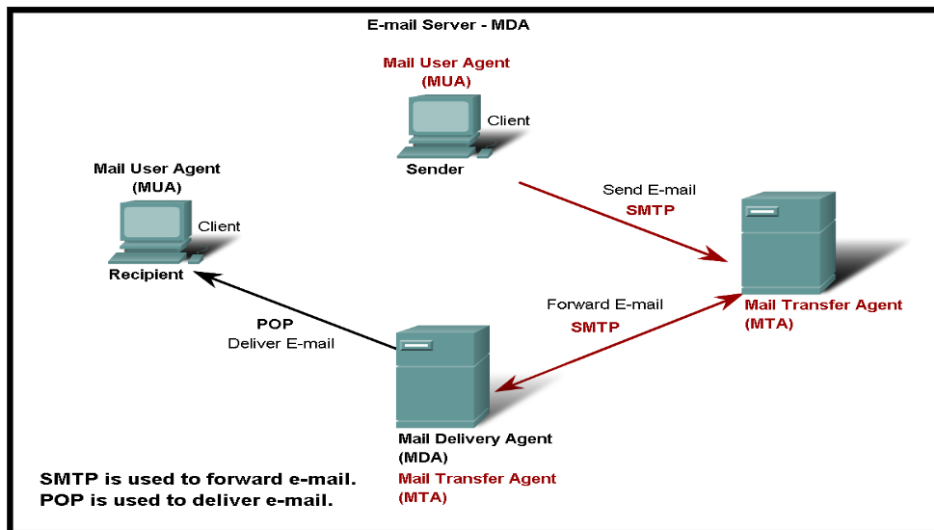 E-mail Server - MDA
Mail User Agent
(MUA)
Client
Sender
Mail User Agent
(MUA)
Client
Recipient
Send E-mail
SMTP
Mail Transfer Agent
(MTA)
Forward E-mail
SMTP
POP
Deliver E-mail
Mail Delivery Agent
(MDA)
Mail Transfer Agent
(MTA)
SMTP is used to forward e-mail.
POP is used to deliver e-mail.